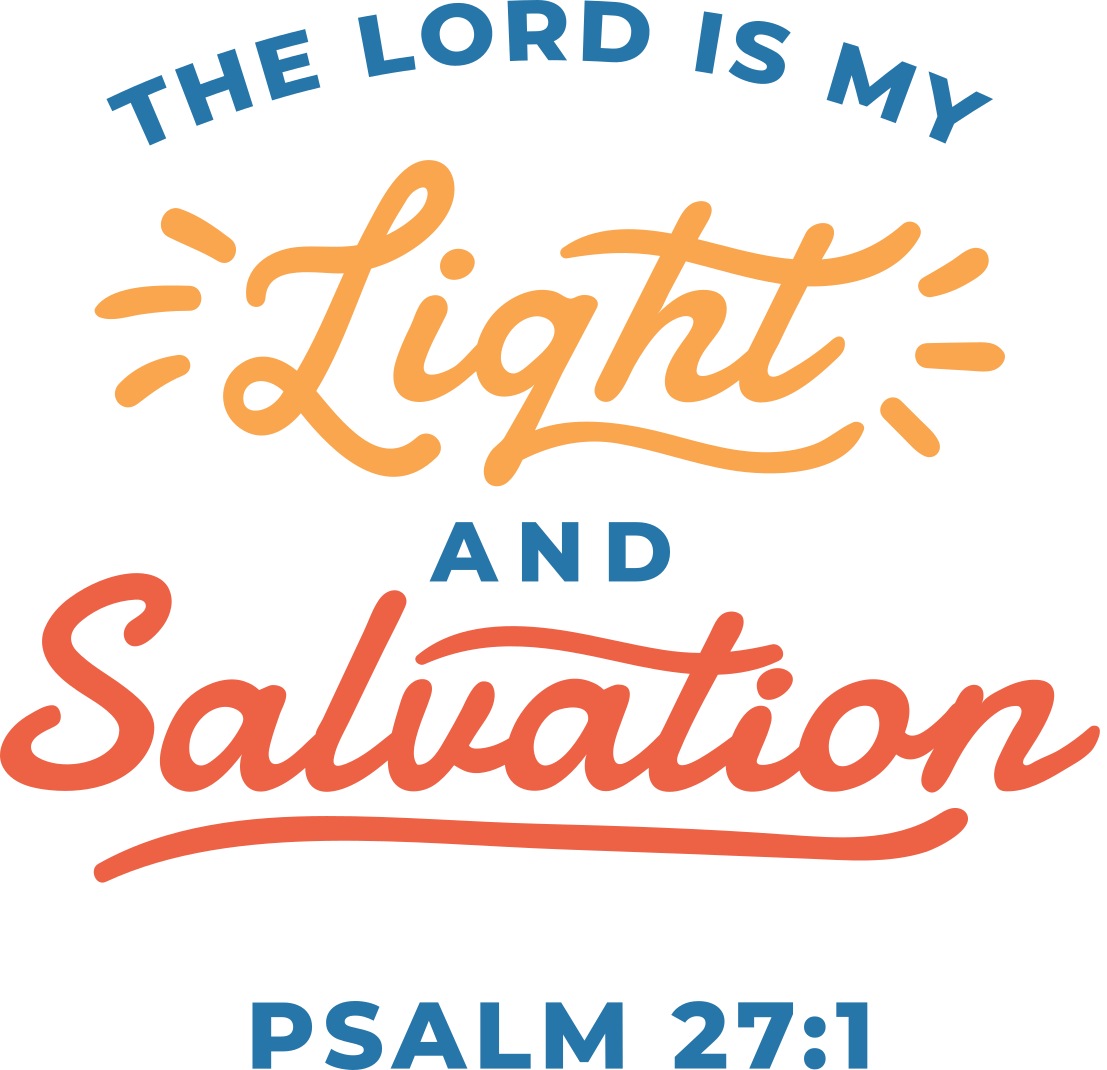 THE LORD IS MY
Light
AND
Salvation
PSALM 27:1